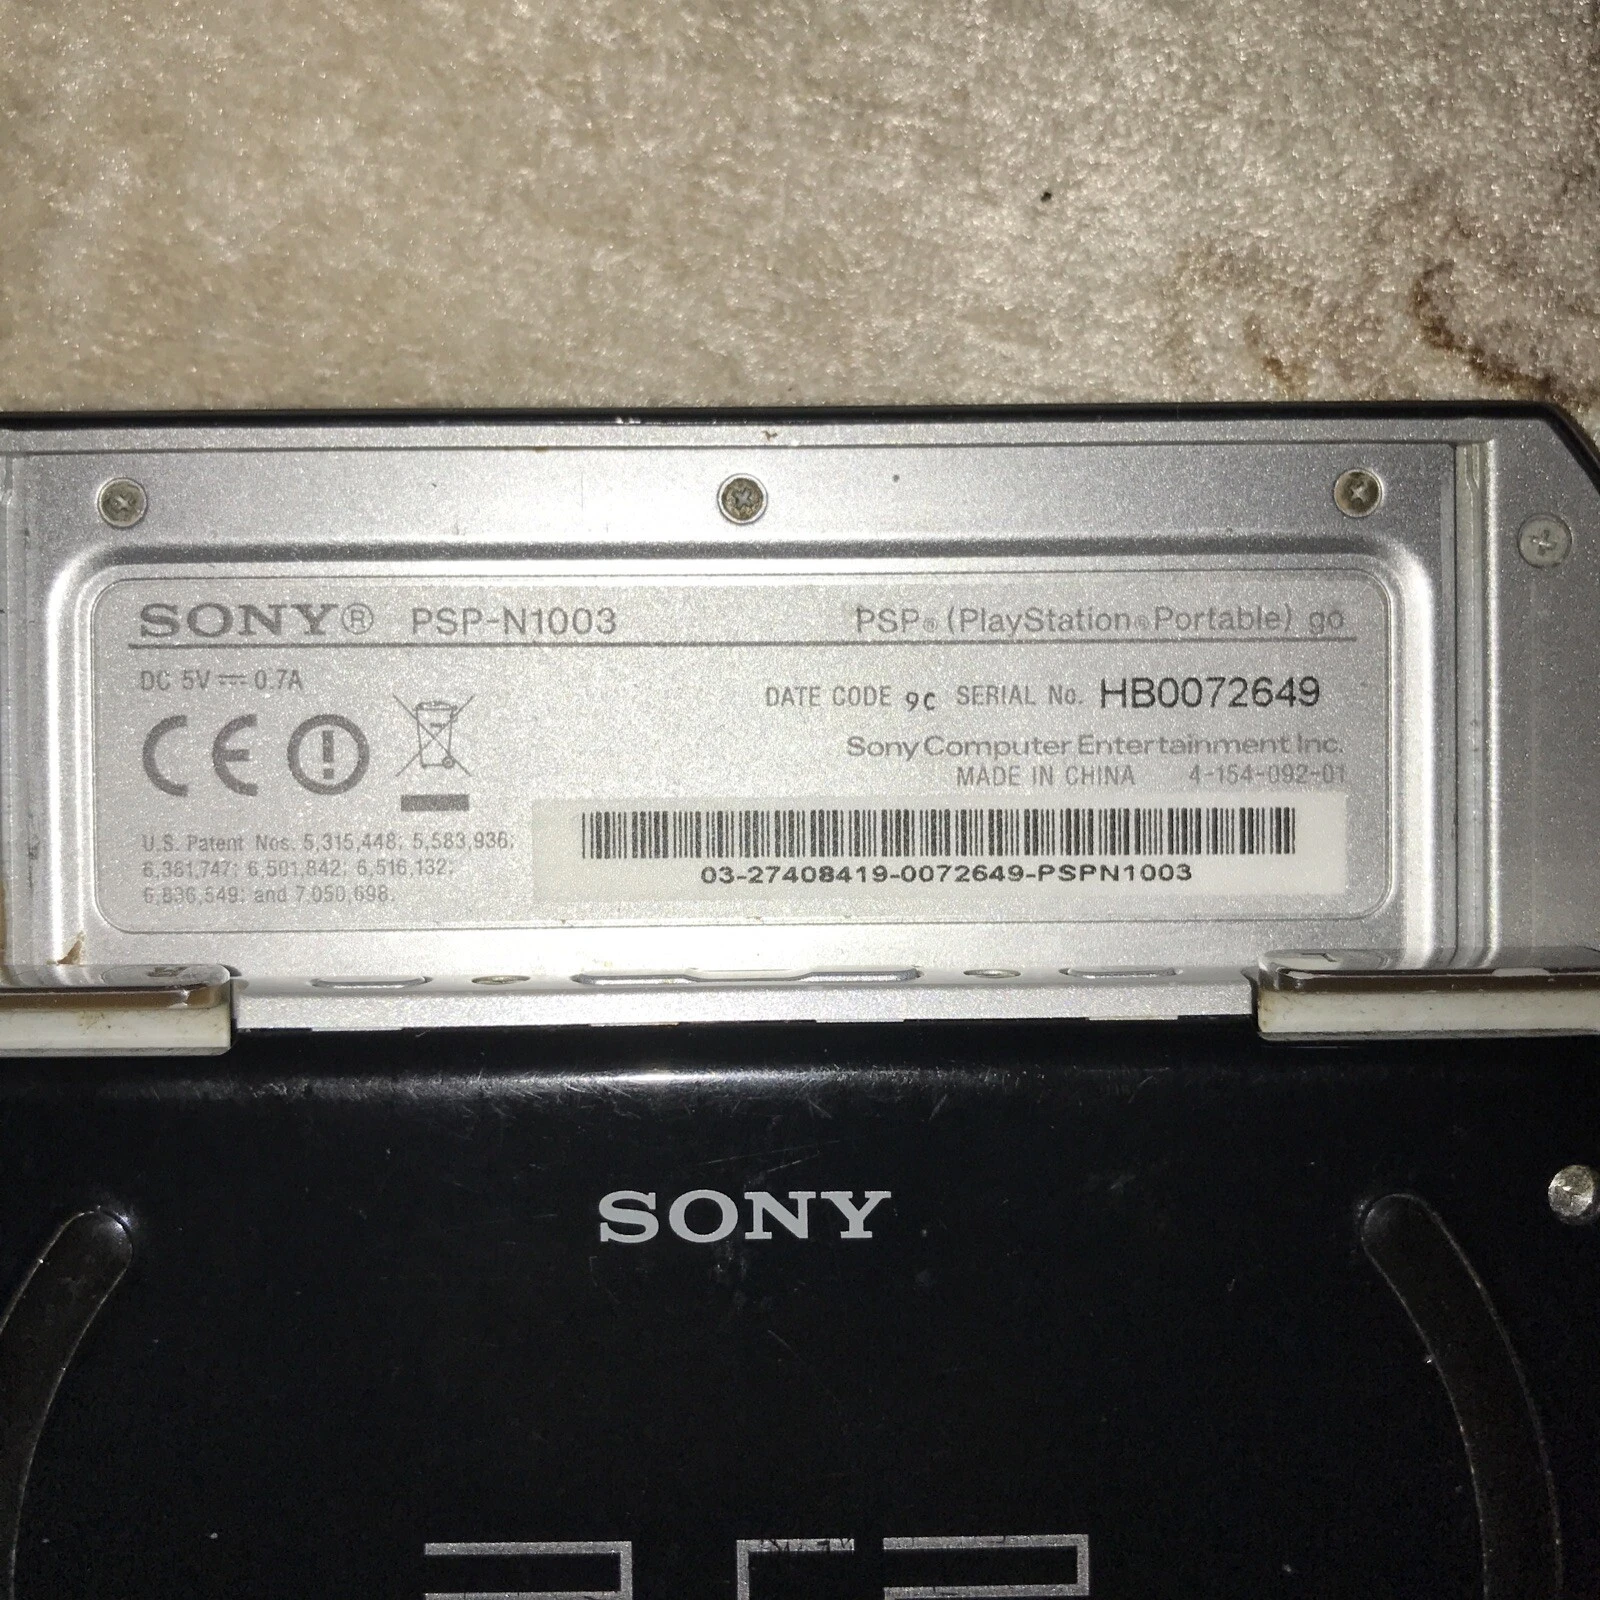 SONY® PSP-N1003 PSP® (PlayStation®Portable) go
DC 5V ⎓ 0.7A
DATE CODE 9C SERIAL No. HB0072649
CE
Sony Computer Entertainment Inc.
MADE IN CHINA 4-154-092-01
U.S. Patent Nos. 5,315,448; 5,583,936;
6,381,747; 6,501,842; 6,516,132;
6,836,549; and 7,050,698.
03-27408419-0072649-PSPN1003
SONY